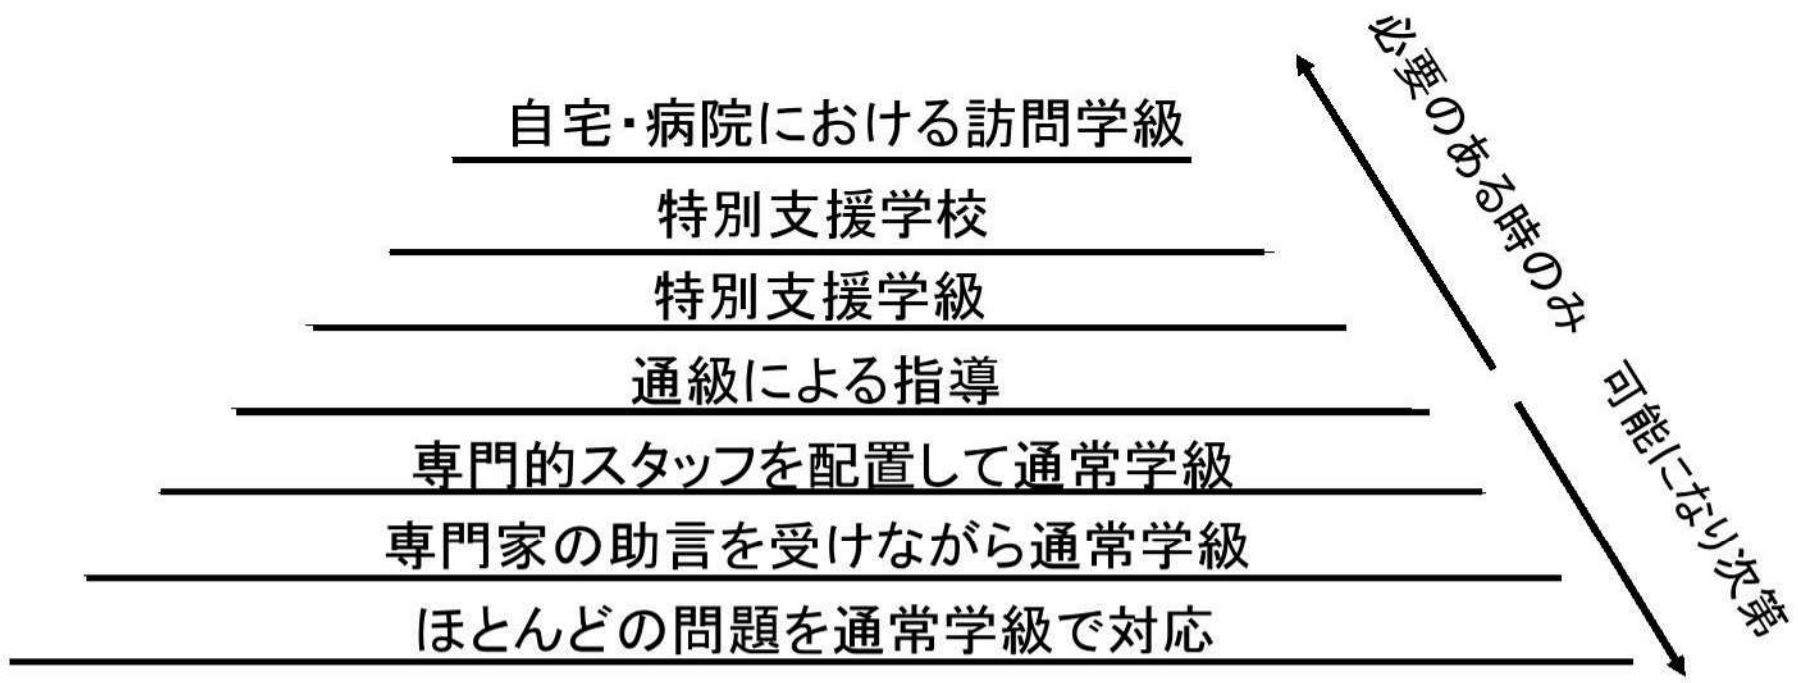 自宅・病院における訪問学級
特別支援学校
特別支援学級
通級による指導
専門的スタッフを配置して通常学級
専門家の助言を受けながら通常学級
ほとんどの問題を通常学級で対応
必要のある時のみ
可能になり次第